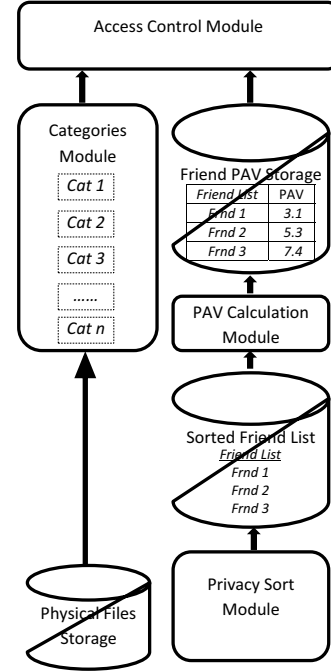 Access Control Module
Categories
Module
Cat 1
Cat 2
Cat 3
......
Cat n
Physical Files
Storage
Friend PAV Storage
Friend List PAV
Frnd 1 3.1
Frnd 2 5.3
Frnd 3 7.4
PAV Calculation
Module
Sorted Friend List
Friend List
Frnd 1
Frnd 2
Frnd 3
Privacy Sort
Module